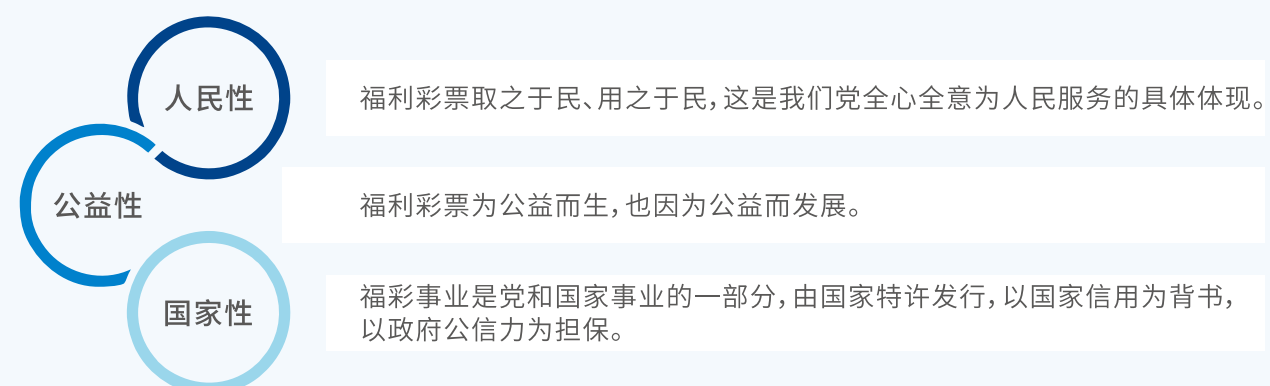 人民性
福利彩票取之于民、用之于民，这是我们党全心全意为人民服务的具体体现。
公益性
福利彩票为公益而生，也因为公益而发展。
国家性
福彩事业是党和国家事业的一部分，由国家特许发行，以国家信用为背书，
以政府公信力为担保。